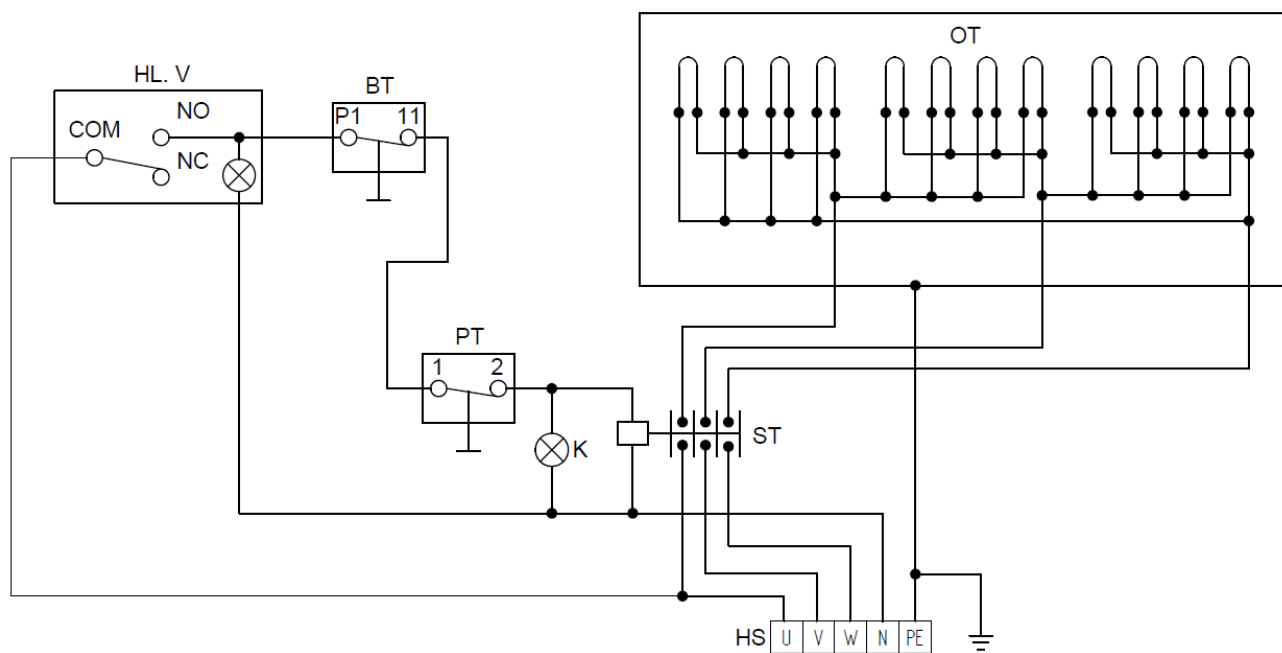 OT
HL. V
NO
COM
NC
BT
P1 11
PT
1 2
K
ST
HS U V W N PE